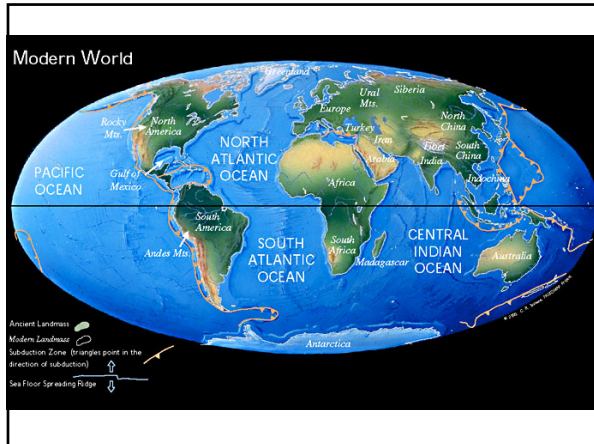 Modern World
Greenland
Siberia
Ural
Mts.
Europe
Rocky
Mts.
North
America
North
China
Turkey
Iran
Tibet
South
China
NORTH
ATLANTIC
OCEAN
PACIFIC
OCEAN
Gulf of
Mexico
Arabia
India
Indochina
Africa
South
America
CENTRAL
INDIAN
OCEAN
SOUTH
ATLANTIC
OCEAN
Andes Mts.
South
Africa
Madagascar
Australia
Antarctica
Ancient Landmass
Modern Landmass
Subduction Zone (triangles point in the
direction of subduction)
Sea Floor Spreading Ridge